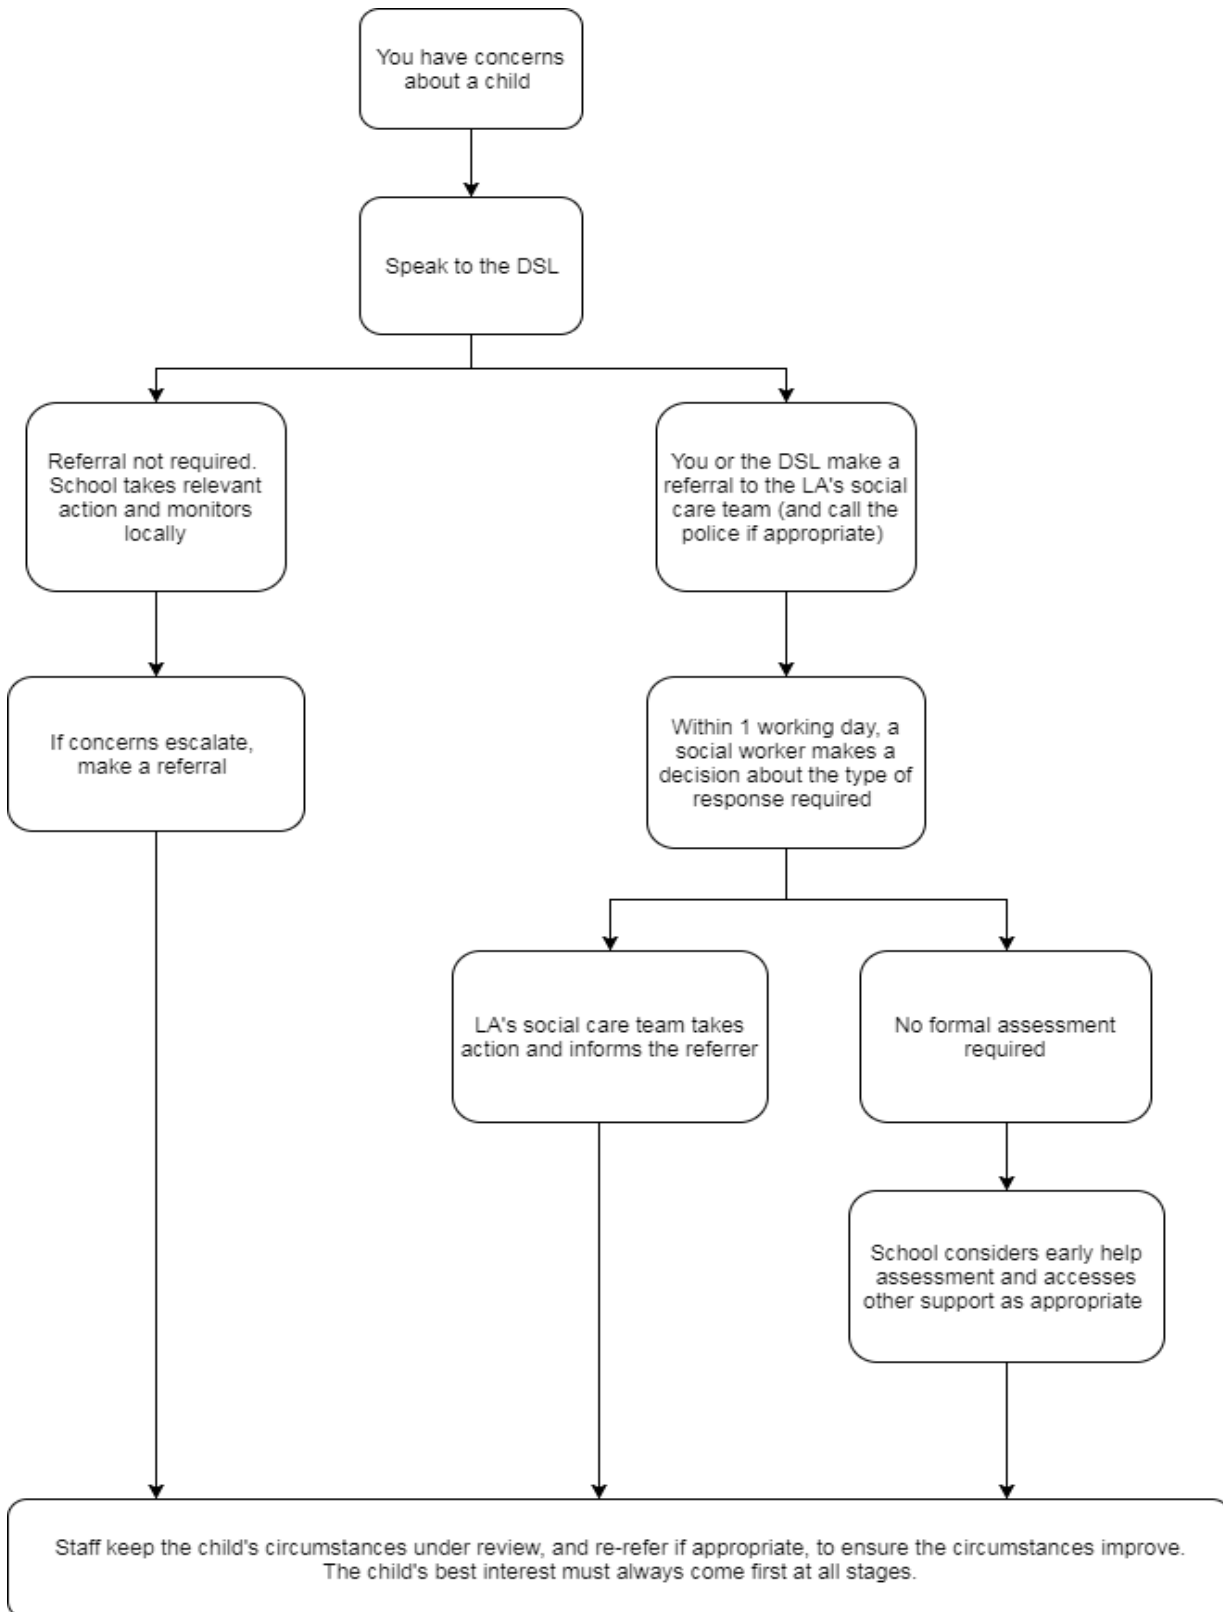 You have concerns
about a child
Speak to the DSL
Referral not required.
School takes relevant
action and monitors
locally
You or the DSL make a
referral to the LA's social
care team (and call the
police if appropriate)
If concerns escalate,
make a referral
Within 1 working day, a
social worker makes a
decision about the type of
response required
LA's social care team takes
action and informs the referrer
No formal assessment
required
School considers early help
assessment and accesses
other support as appropriate
Staff keep the child's circumstances under review, and re-refer if appropriate, to ensure the circumstances improve.
The child's best interest must always come first at all stages.